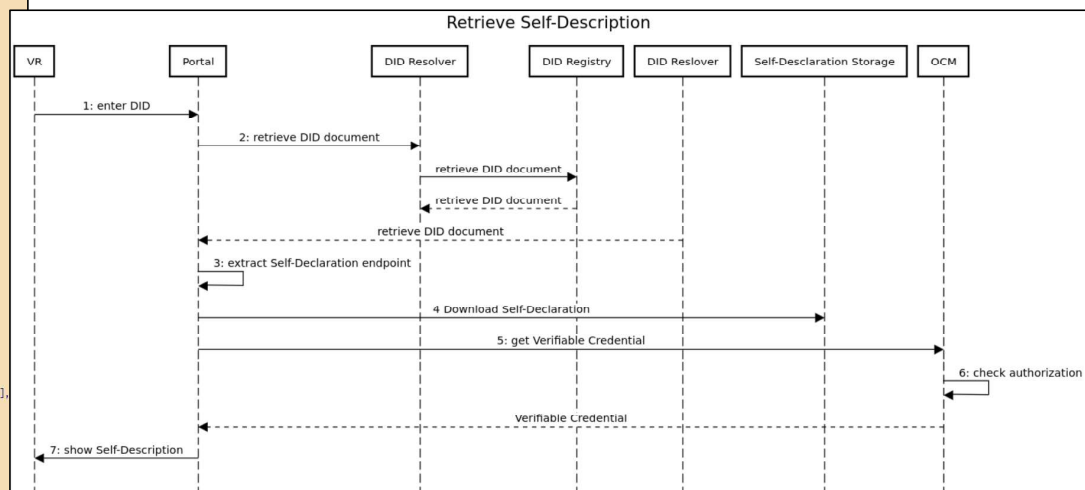 Retrieve Self-Description
VR Portal DID Resolver DID Registry DID Reslover Self-Desclaration Storage OCM
1: enter DID
2: retrieve DID document
retrieve DID document
retrieve DID document
retrieve DID document
3: extract Self-Declaration endpoint
4 Download Self-Declaration
5: get Verifiable Credential
6: check authorization
],
Verifiable Credential
7: show Self-Description